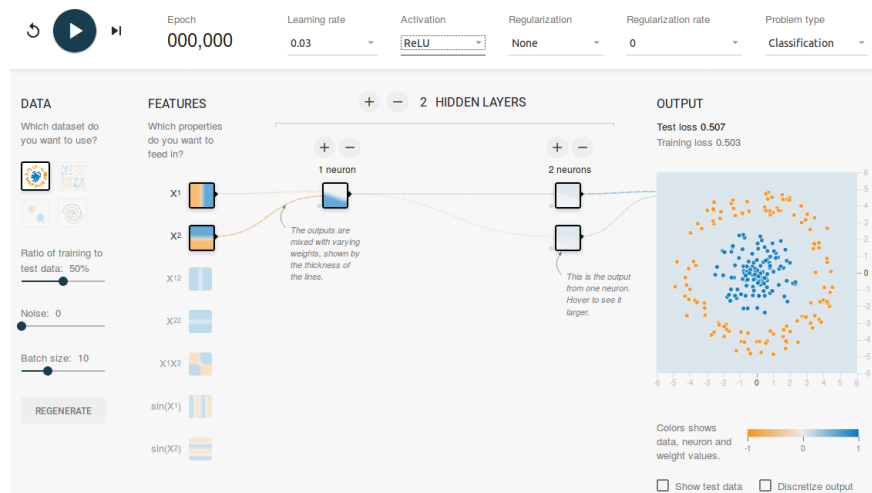 Epoch
000,000
Learning rate
0.03
Activation
ReLU
Regularization
None
Regularization rate
0
Problem type
Classification
DATA
Which dataset do
you want to use?
Ratio of training to
test data: 50%
Noise: 0
Batch size: 10
REGENERATE
FEATURES
Which properties
do you want to
feed in?
X1
X2
X12
X22
X1X2
sin(X1)
sin(X2)
+ − 2 HIDDEN LAYERS
+ −
1 neuron
The outputs are
mixed with varying
weights, shown by
the thickness of
the lines.
+ −
2 neurons
This is the output
from one neuron.
Hover to see it
larger.
OUTPUT
Test loss 0.507
Training loss 0.503
6
5
4
3
2
1
0
-1
-2
-3
-4
-5
-6
-6 -5 -4 -3 -2 -1 0 1 2 3 4 5 6
Colors shows
data, neuron and
weight values.
-1 0 1
Show test data
Discretize output